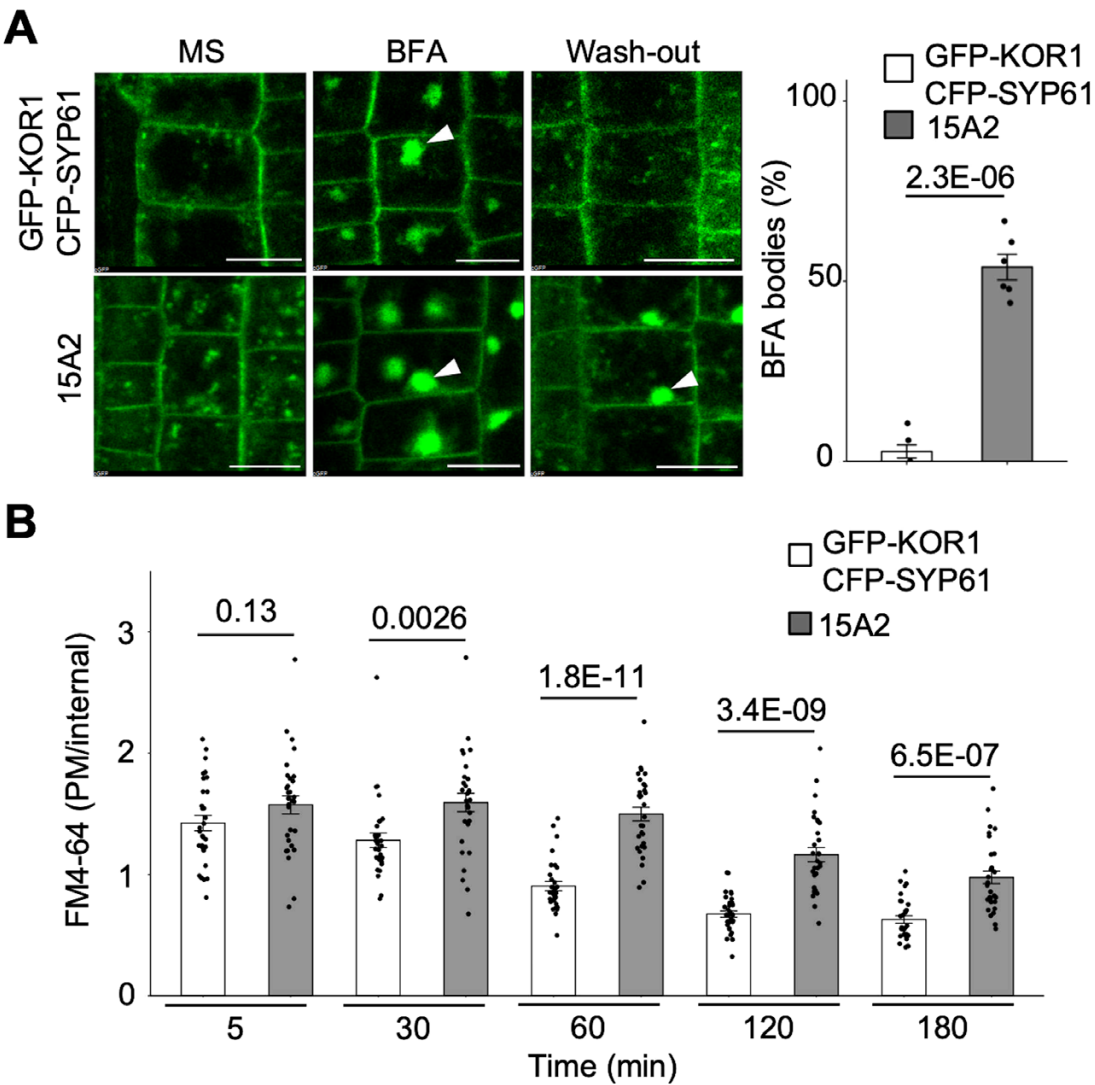 A
MS
BFA
Wash-out
GFP-KOR1
CFP-SYP61
15A2
GFP-KOR1
CFP-SYP61
15A2
2.3E-06
BFA bodies (%)
100
50
0
B
GFP-KOR1
CFP-SYP61
15A2
FM4-64 (PM/internal)
3
2
1
0
0.13
0.0026
1.8E-11
3.4E-09
6.5E-07
5
30
60
120
180
Time (min)